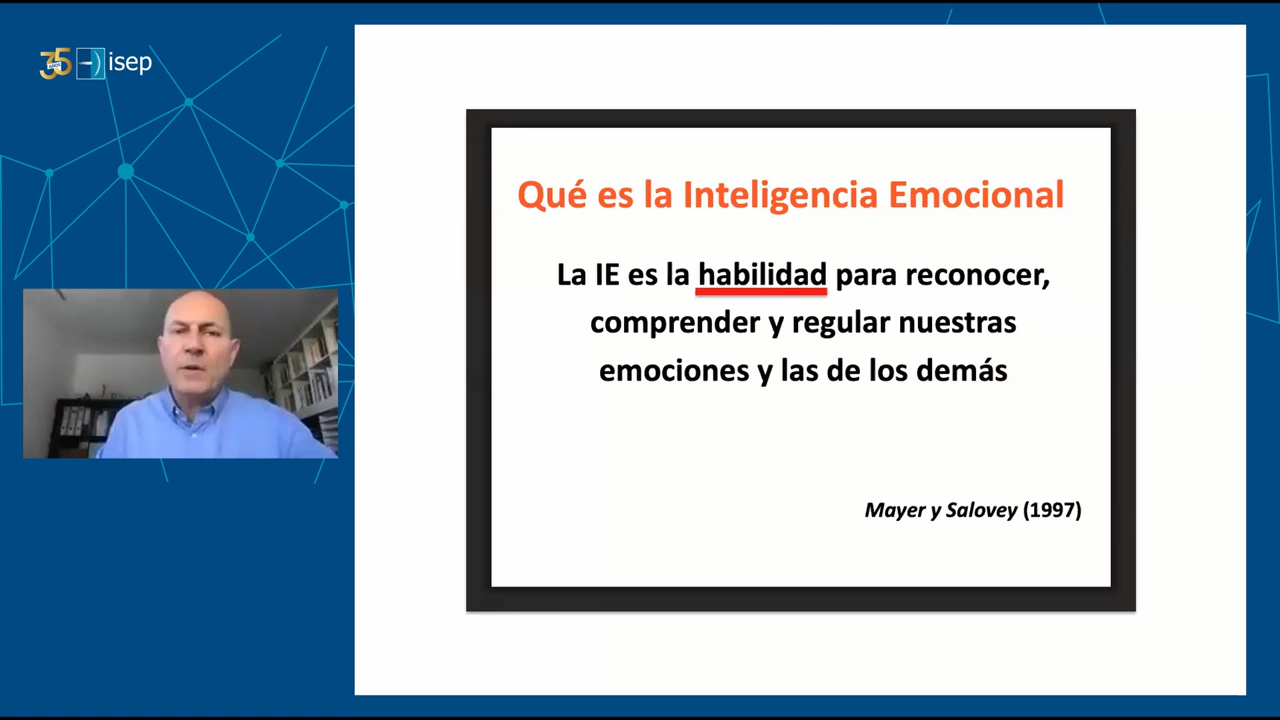 35
isep
Qué es la Inteligencia Emocional
La IE es la habilidad para reconocer,
comprender y regular nuestras
emociones y las de los demás
Mayer y Salovey (1997)